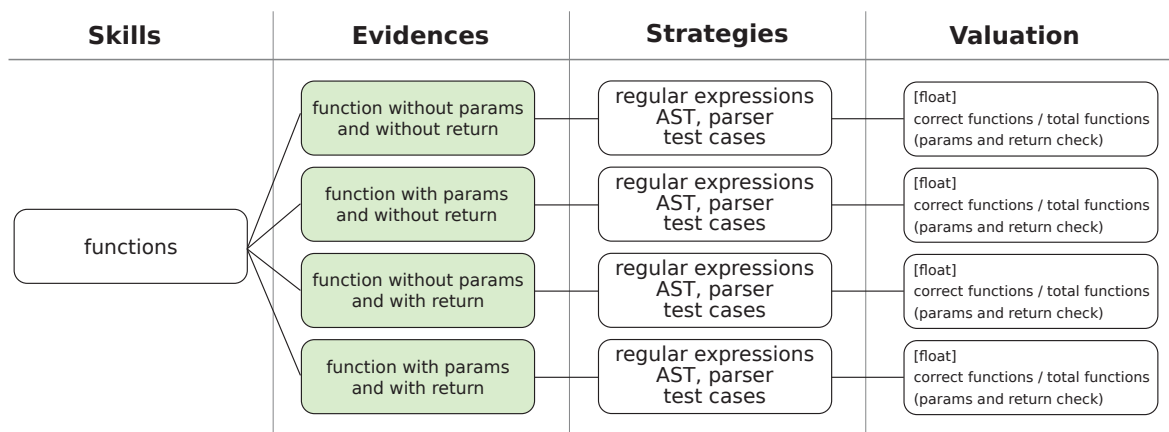 Skills
Evidences
Strategies
Valuation
functions
function without params
and without return
regular expressions
AST, parser
test cases
[float]
correct functions / total functions
(params and return check)
function with params
and without return
regular expressions
AST, parser
test cases
[float]
correct functions / total functions
(params and return check)
function without params
and with return
regular expressions
AST, parser
test cases
[float]
correct functions / total functions
(params and return check)
function with params
and with return
regular expressions
AST, parser
test cases
[float]
correct functions / total functions
(params and return check)